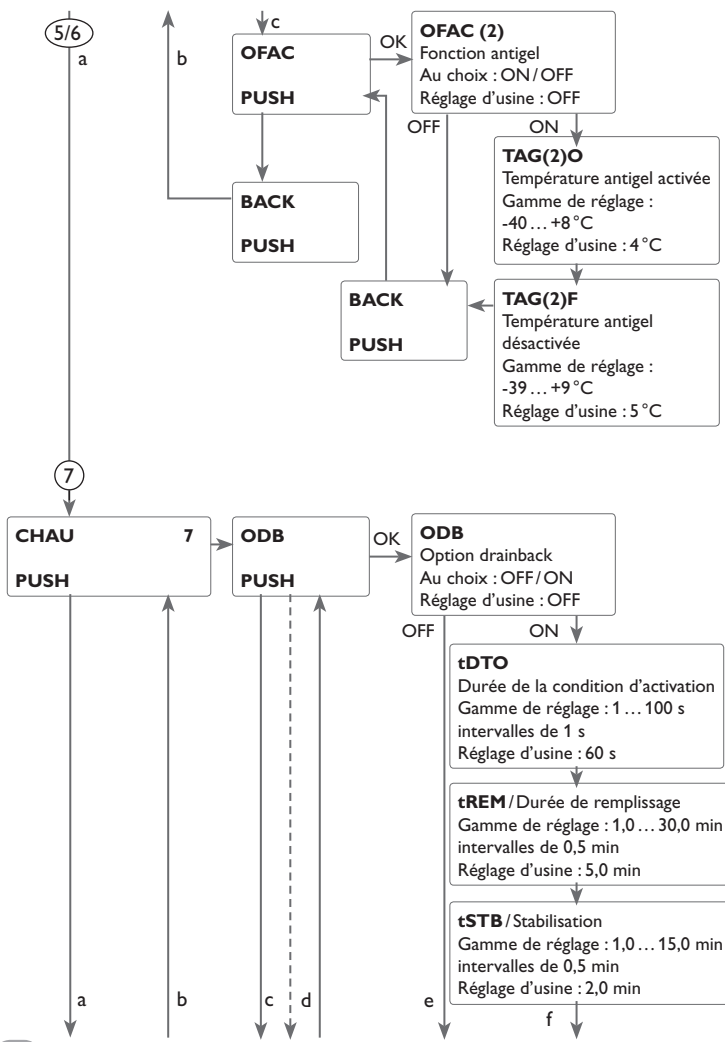 5/6
a
b
c
OFAC
PUSH
OK
OFAC (2)
Fonction antigel
Au choix : ON / OFF
Réglage d'usine : OFF
OFF
ON
BACK
PUSH
TAG(2)O
Température antigel activée
Gamme de réglage :
-40 … +8 °C
Réglage d'usine : 4 °C
BACK
PUSH
TAG(2)F
Température antigel
désactivée
Gamme de réglage :
-39 … +9 °C
Réglage d'usine : 5 °C
7
CHAU 7
PUSH
ODB
PUSH
OK
ODB
Option drainback
Au choix : OFF / ON
Réglage d'usine : OFF
OFF
ON
tDTO
Durée de la condition d'activation
Gamme de réglage : 1 … 100 s
intervalles de 1 s
Réglage d'usine : 60 s
tREM / Durée de remplissage
Gamme de réglage : 1,0 … 30,0 min
intervalles de 0,5 min
Réglage d'usine : 5,0 min
tSTB / Stabilisation
Gamme de réglage : 1,0 … 15,0 min
intervalles de 0,5 min
Réglage d'usine : 2,0 min
a
b
c
d
e
f